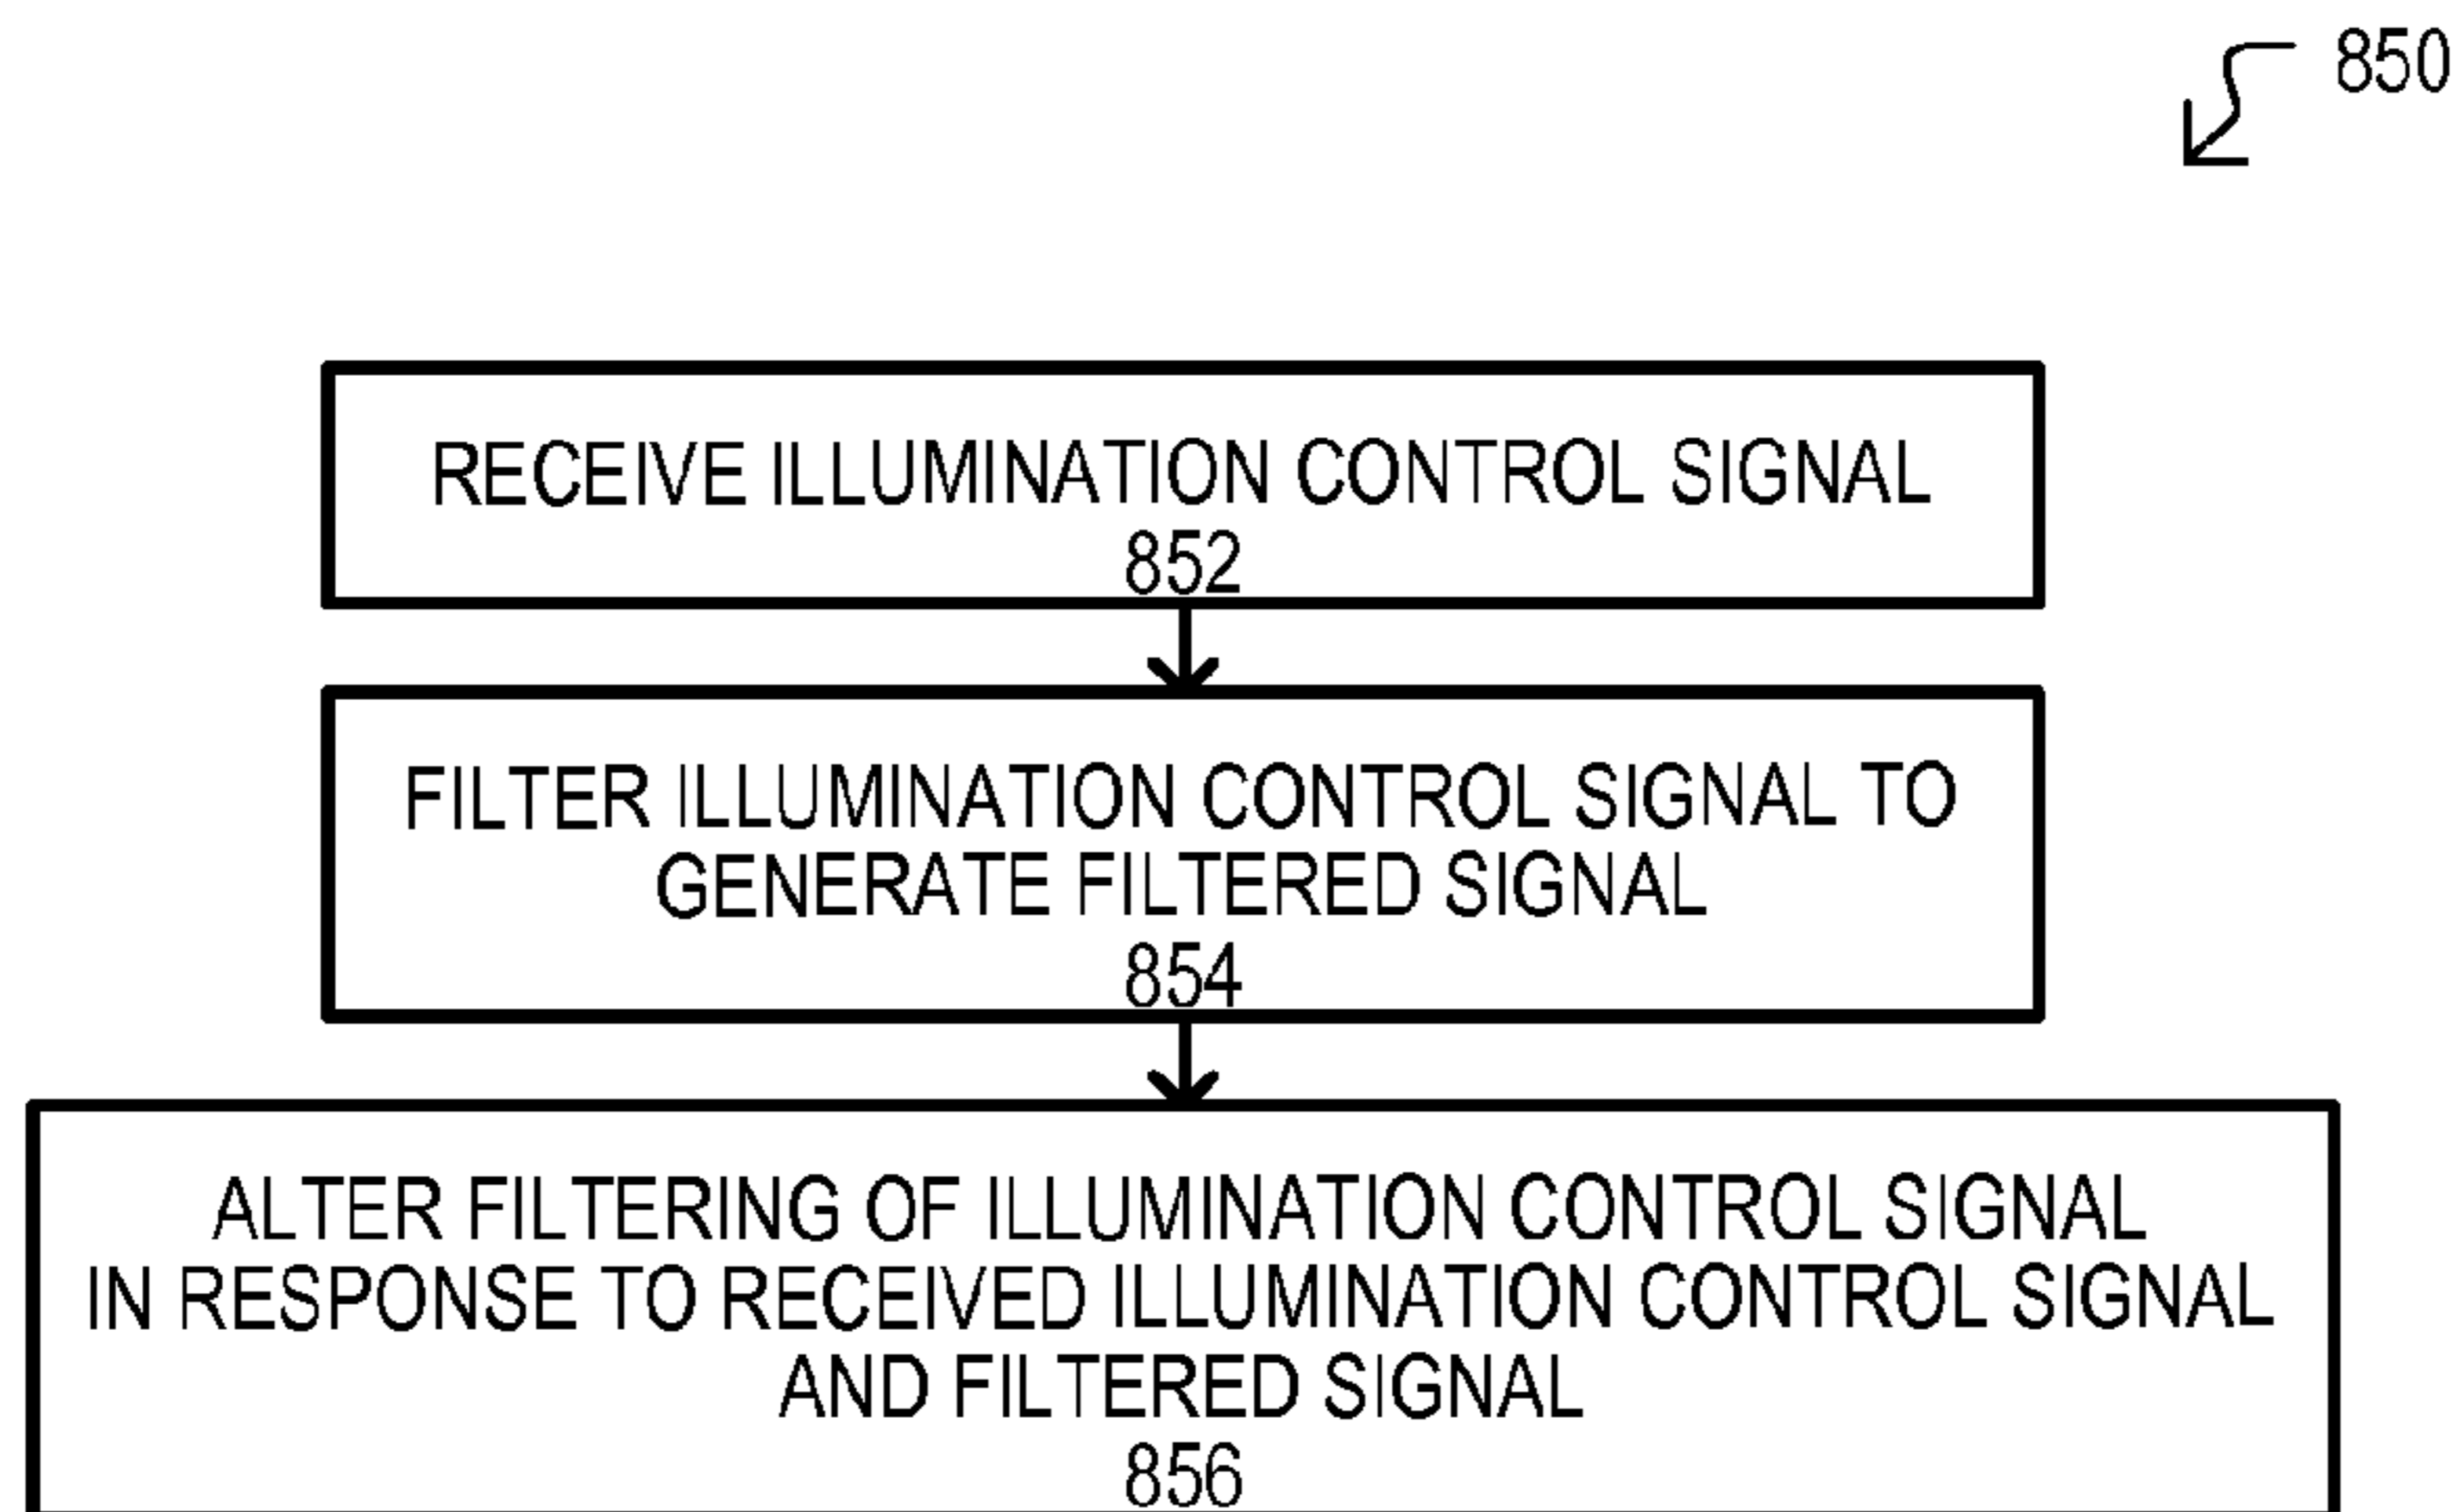 850
RECEIVE ILLUMINATION CONTROL SIGNAL
852
FILTER ILLUMINATION CONTROL SIGNAL TO
GENERATE FILTERED SIGNAL
854
ALTER FILTERING OF ILLUMINATION CONTROL SIGNAL
IN RESPONSE TO RECEIVED ILLUMINATION CONTROL SIGNAL
AND FILTERED SIGNAL
856